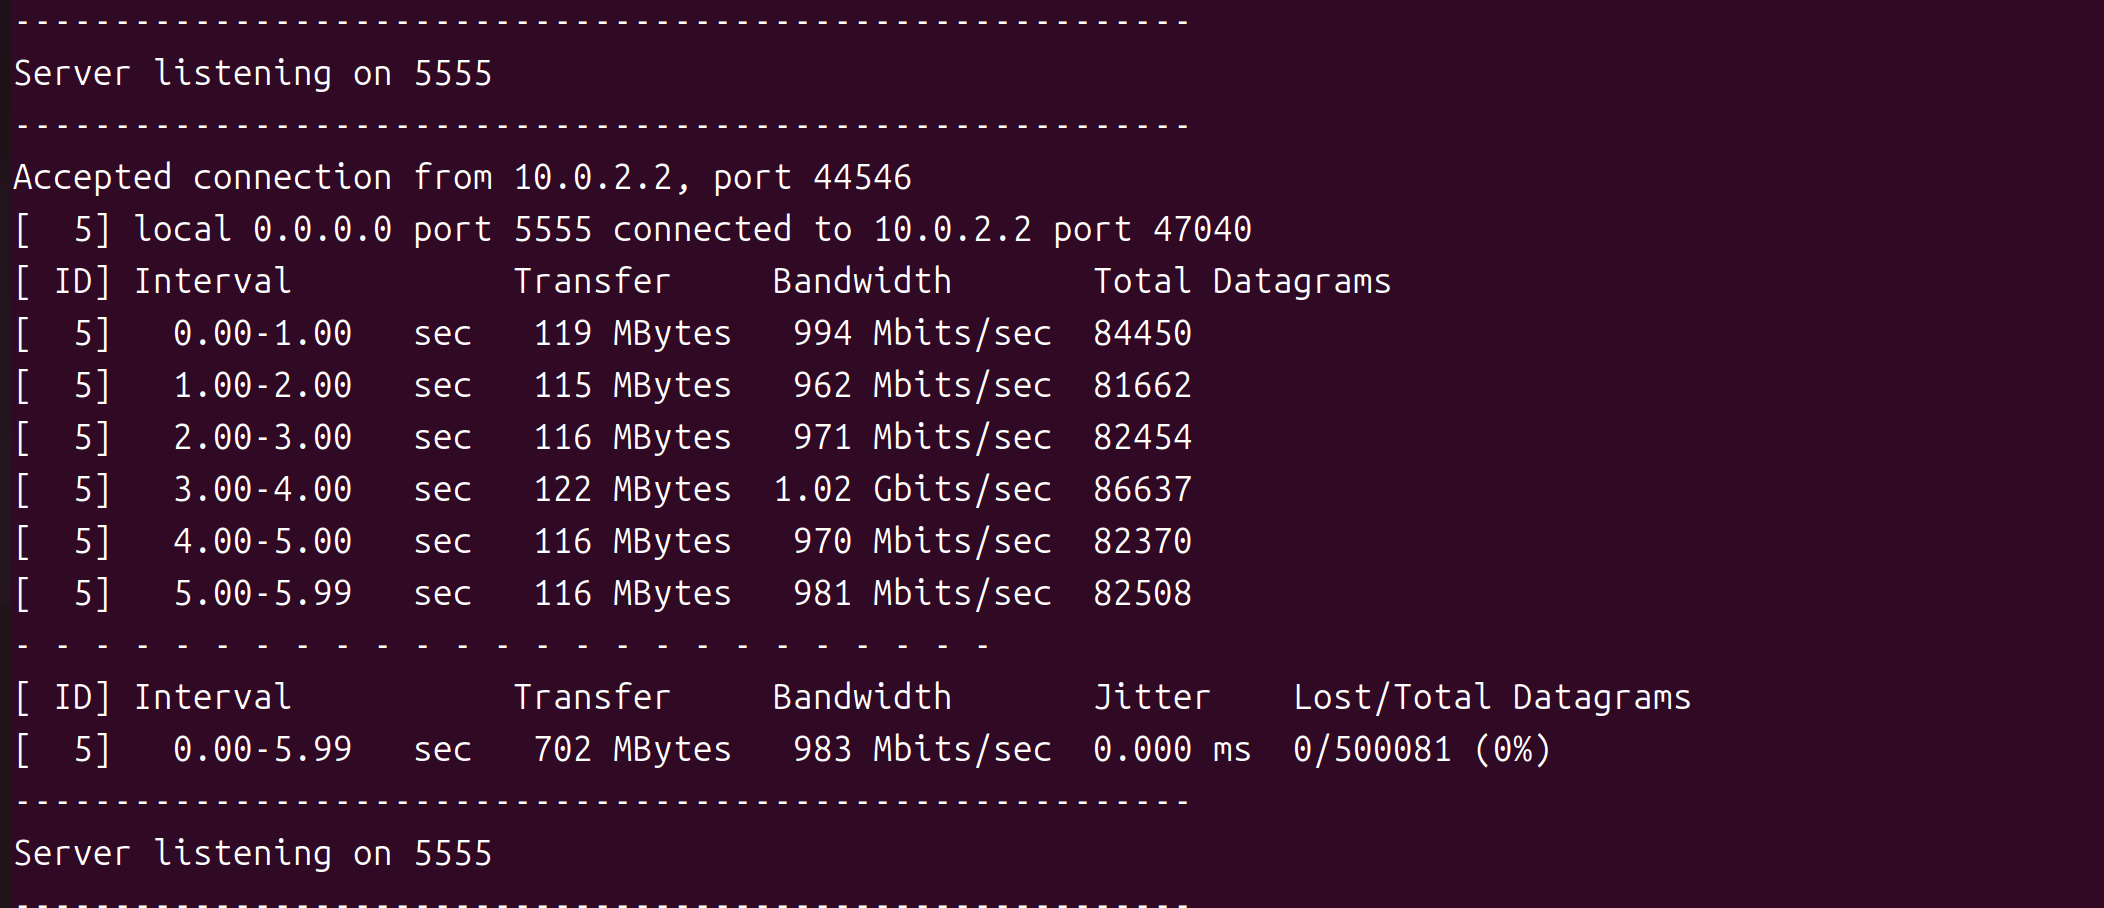 -----------------------------------------------------------
Server listening on 5555
-----------------------------------------------------------
Accepted connection from 10.0.2.2, port 44546
[  5] local 0.0.0.0 port 5555 connected to 10.0.2.2 port 47040
[ ID] Interval           Transfer     Bandwidth       Total Datagrams
[  5]   0.00-1.00   sec   119 MBytes   994 Mbits/sec  84450
[  5]   1.00-2.00   sec   115 MBytes   962 Mbits/sec  81662
[  5]   2.00-3.00   sec   116 MBytes   971 Mbits/sec  82454
[  5]   3.00-4.00   sec   122 MBytes  1.02 Gbits/sec  86637
[  5]   4.00-5.00   sec   116 MBytes   970 Mbits/sec  82370
[  5]   5.00-5.99   sec   116 MBytes   981 Mbits/sec  82508
- - - - - - - - - - - - - - - - - - - - - - - - -
[ ID] Interval           Transfer     Bandwidth       Jitter    Lost/Total Datagrams
[  5]   0.00-5.99   sec   702 MBytes   983 Mbits/sec  0.000 ms  0/500081 (0%)
-----------------------------------------------------------
Server listening on 5555
-----------------------------------------------------------